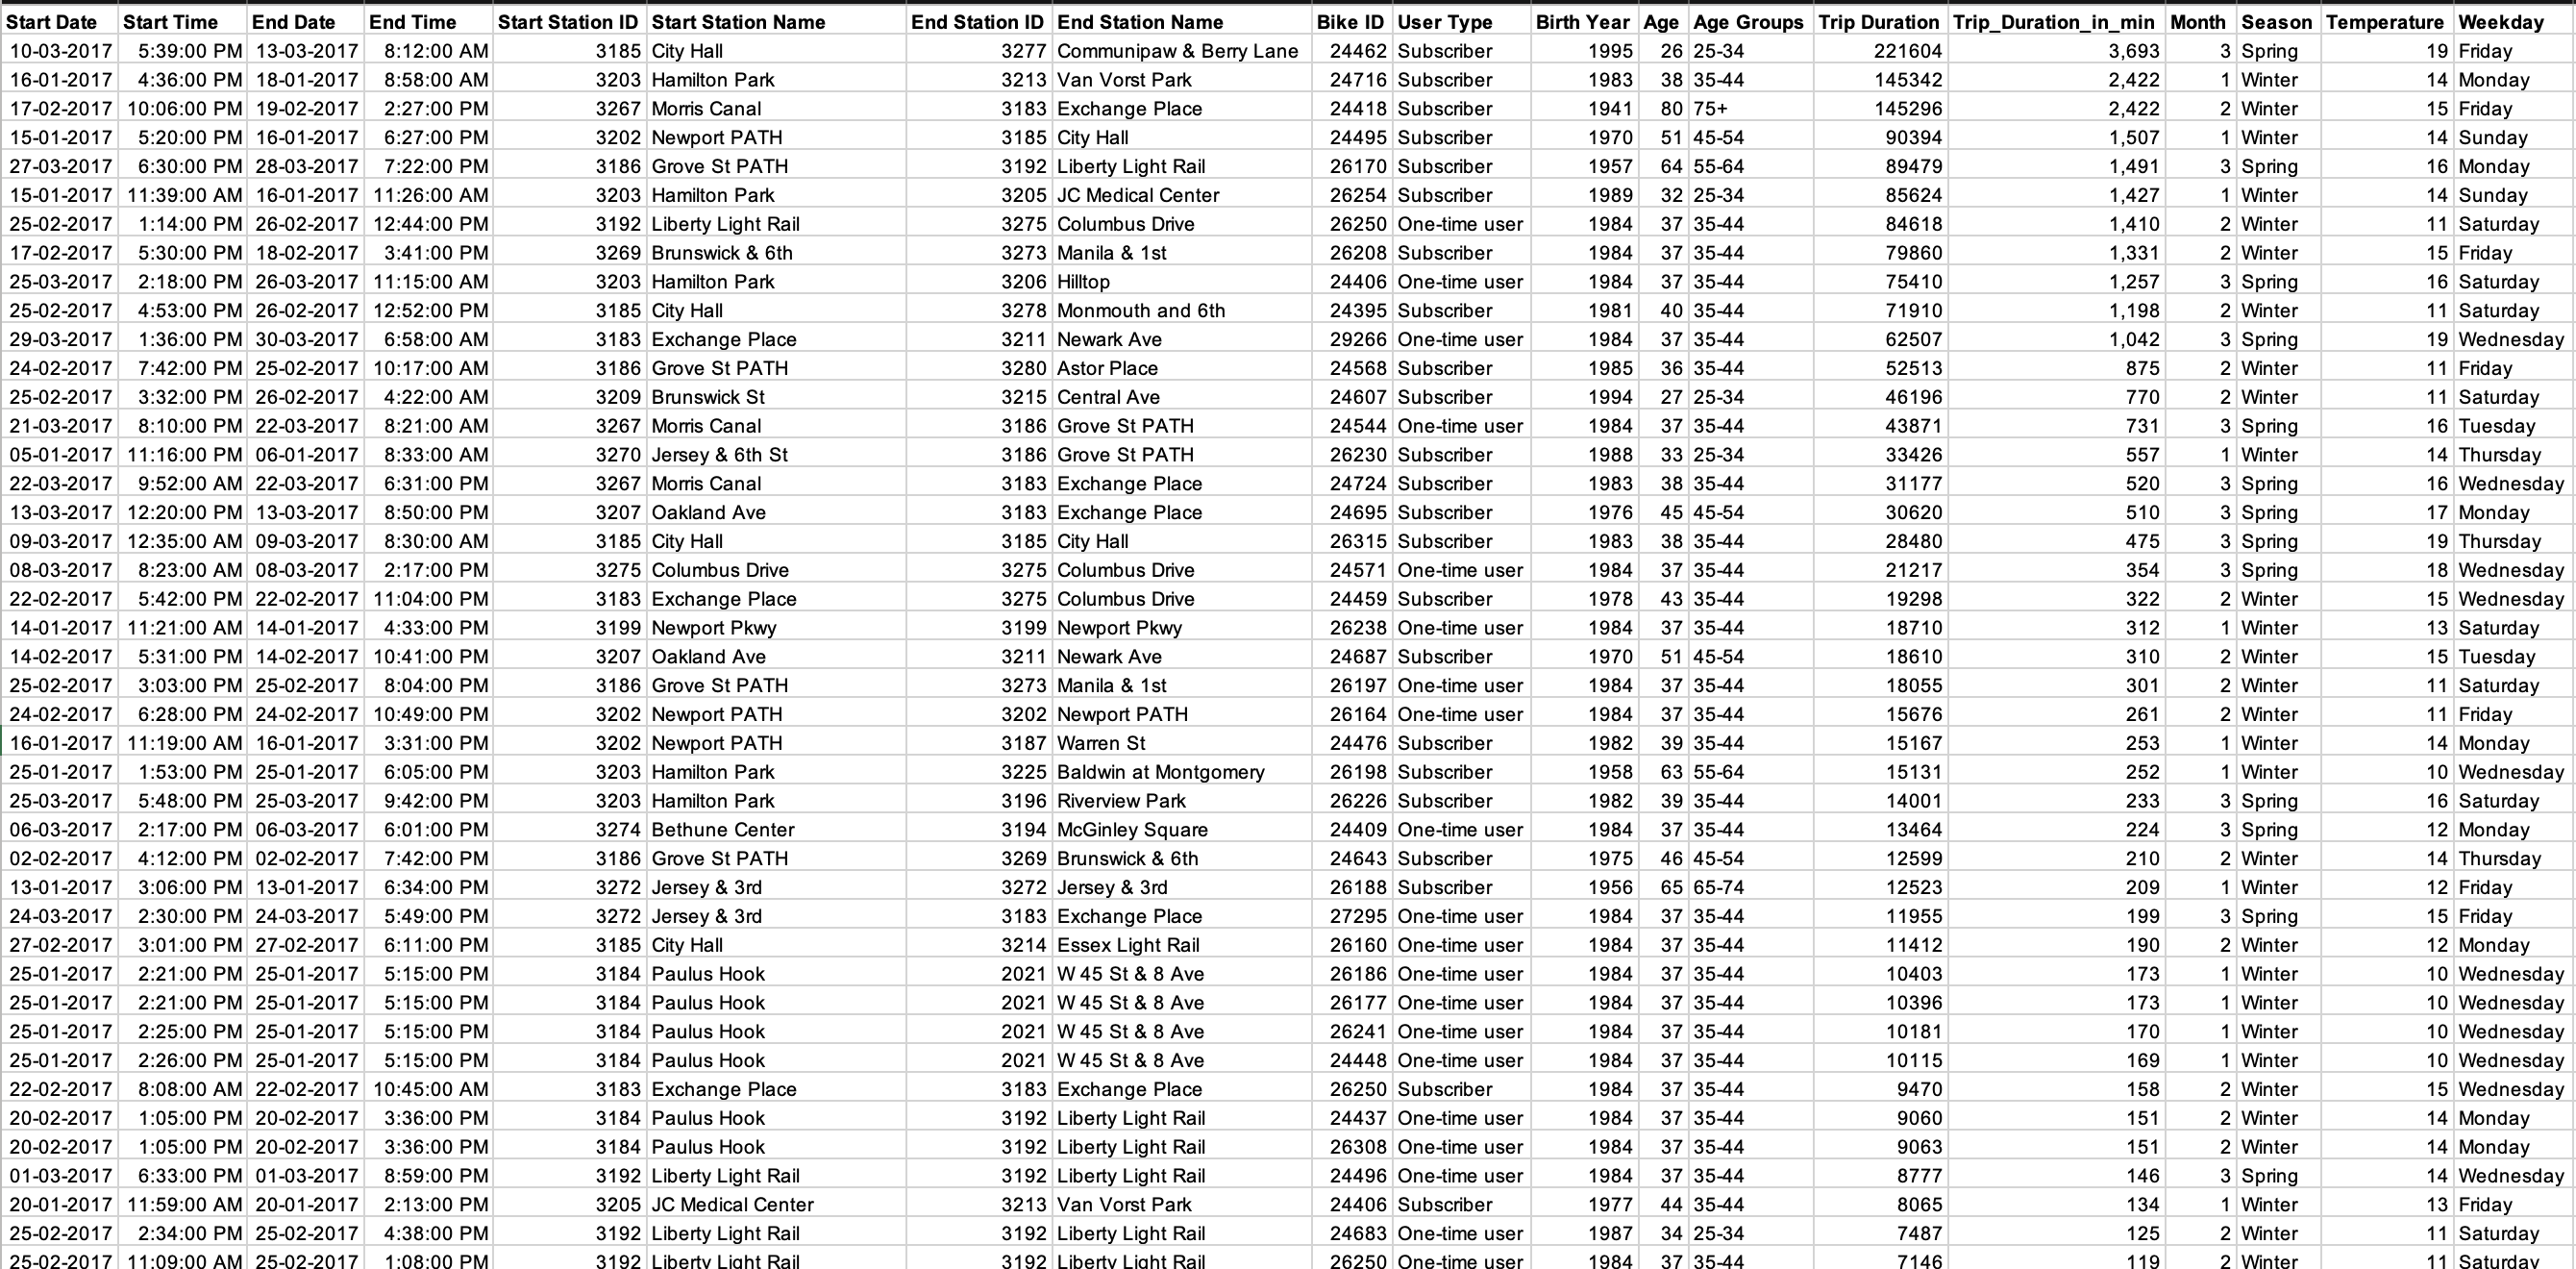 Start Date Start Time End Date End Time Start Station ID Start Station Name End Station ID End Station Name Bike ID User Type Birth Year Age Age Groups Trip Duration Trip_Duration_in_min Month Season Temperature Weekday
10-03-2017 5:39:00 PM 13-03-2017 8:12:00 AM 3185 City Hall 3277 Communipaw & Berry Lane 24462 Subscriber 1995 26 25-34 221604 3,693 3 Spring 19 Friday
16-01-2017 4:36:00 PM 18-01-2017 8:58:00 AM 3203 Hamilton Park 3213 Van Vorst Park 24716 Subscriber 1983 38 35-44 145342 2,422 1 Winter 14 Monday
17-02-2017 10:06:00 PM 19-02-2017 2:27:00 PM 3267 Morris Canal 3183 Exchange Place 24418 Subscriber 1941 80 75+ 145296 2,422 2 Winter 15 Friday
15-01-2017 5:20:00 PM 16-01-2017 6:27:00 PM 3202 Newport PATH 3185 City Hall 24495 Subscriber 1970 51 45-54 90394 1,507 1 Winter 14 Sunday
27-03-2017 6:30:00 PM 28-03-2017 7:22:00 PM 3186 Grove St PATH 3192 Liberty Light Rail 26170 Subscriber 1957 64 55-64 89479 1,491 3 Spring 16 Monday
15-01-2017 11:39:00 AM 16-01-2017 11:26:00 AM 3203 Hamilton Park 3205 JC Medical Center 26254 Subscriber 1989 32 25-34 85624 1,427 1 Winter 14 Sunday
25-02-2017 1:14:00 PM 26-02-2017 12:44:00 PM 3192 Liberty Light Rail 3275 Columbus Drive 26250 One-time user 1984 37 35-44 84618 1,410 2 Winter 11 Saturday
17-02-2017 5:30:00 PM 18-02-2017 3:41:00 PM 3269 Brunswick & 6th 3273 Manila & 1st 26208 Subscriber 1984 37 35-44 79860 1,331 2 Winter 15 Friday
25-03-2017 2:18:00 PM 26-03-2017 11:15:00 AM 3203 Hamilton Park 3206 Hilltop 24406 One-time user 1984 37 35-44 75410 1,257 3 Spring 16 Saturday
25-02-2017 4:53:00 PM 26-02-2017 12:52:00 PM 3185 City Hall 3278 Monmouth and 6th 24395 Subscriber 1981 40 35-44 71910 1,198 2 Winter 11 Saturday
29-03-2017 1:36:00 PM 30-03-2017 6:58:00 AM 3183 Exchange Place 3211 Newark Ave 29266 One-time user 1984 37 35-44 62507 1,042 3 Spring 19 Wednesday
24-02-2017 7:42:00 PM 25-02-2017 10:17:00 AM 3186 Grove St PATH 3280 Astor Place 24568 Subscriber 1985 36 35-44 52513 875 2 Winter 11 Friday
25-02-2017 3:32:00 PM 26-02-2017 4:22:00 AM 3209 Brunswick St 3215 Central Ave 24607 Subscriber 1994 27 25-34 46196 770 2 Winter 11 Saturday
21-03-2017 8:10:00 PM 22-03-2017 8:21:00 AM 3267 Morris Canal 3186 Grove St PATH 24544 One-time user 1984 37 35-44 43871 731 3 Spring 16 Tuesday
05-01-2017 11:16:00 PM 06-01-2017 8:33:00 AM 3270 Jersey & 6th St 3186 Grove St PATH 26230 Subscriber 1988 33 25-34 33426 557 1 Winter 14 Thursday
22-03-2017 9:52:00 AM 22-03-2017 6:31:00 PM 3267 Morris Canal 3183 Exchange Place 24724 Subscriber 1983 38 35-44 31177 520 3 Spring 16 Wednesday
13-03-2017 12:20:00 PM 13-03-2017 8:50:00 PM 3207 Oakland Ave 3183 Exchange Place 24695 Subscriber 1976 45 45-54 30620 510 3 Spring 17 Monday
09-03-2017 12:35:00 AM 09-03-2017 8:30:00 AM 3185 City Hall 3185 City Hall 26315 Subscriber 1983 38 35-44 28480 475 3 Spring 19 Thursday
08-03-2017 8:23:00 AM 08-03-2017 2:17:00 PM 3275 Columbus Drive 3275 Columbus Drive 24571 One-time user 1984 37 35-44 21217 354 3 Spring 18 Wednesday
22-02-2017 5:42:00 PM 22-02-2017 11:04:00 PM 3183 Exchange Place 3275 Columbus Drive 24459 Subscriber 1978 43 35-44 19298 322 2 Winter 15 Wednesday
14-01-2017 11:21:00 AM 14-01-2017 4:33:00 PM 3199 Newport Pkwy 3199 Newport Pkwy 26238 One-time user 1984 37 35-44 18710 312 1 Winter 13 Saturday
14-02-2017 5:31:00 PM 14-02-2017 10:41:00 PM 3207 Oakland Ave 3211 Newark Ave 24687 Subscriber 1970 51 45-54 18610 310 2 Winter 15 Tuesday
25-02-2017 3:03:00 PM 25-02-2017 8:04:00 PM 3186 Grove St PATH 3273 Manila & 1st 26197 One-time user 1984 37 35-44 18055 301 2 Winter 11 Saturday
24-02-2017 6:28:00 PM 24-02-2017 10:49:00 PM 3202 Newport PATH 3202 Newport PATH 26164 One-time user 1984 37 35-44 15676 261 2 Winter 11 Friday
16-01-2017 11:19:00 AM 16-01-2017 3:31:00 PM 3202 Newport PATH 3187 Warren St 24476 Subscriber 1982 39 35-44 15167 253 1 Winter 14 Monday
25-01-2017 1:53:00 PM 25-01-2017 6:05:00 PM 3203 Hamilton Park 3225 Baldwin at Montgomery 26198 Subscriber 1958 63 55-64 15131 252 1 Winter 10 Wednesday
25-03-2017 5:48:00 PM 25-03-2017 9:42:00 PM 3203 Hamilton Park 3196 Riverview Park 26226 Subscriber 1982 39 35-44 14001 233 3 Spring 16 Saturday
06-03-2017 2:17:00 PM 06-03-2017 6:01:00 PM 3274 Bethune Center 3194 McGinley Square 24409 One-time user 1984 37 35-44 13464 224 3 Spring 12 Monday
02-02-2017 4:12:00 PM 02-02-2017 7:42:00 PM 3186 Grove St PATH 3269 Brunswick & 6th 24643 Subscriber 1975 46 45-54 12599 210 2 Winter 14 Thursday
13-01-2017 3:06:00 PM 13-01-2017 6:34:00 PM 3272 Jersey & 3rd 3272 Jersey & 3rd 26188 Subscriber 1956 65 65-74 12523 209 1 Winter 12 Friday
24-03-2017 2:30:00 PM 24-03-2017 5:49:00 PM 3272 Jersey & 3rd 3183 Exchange Place 27295 One-time user 1984 37 35-44 11955 199 3 Spring 15 Friday
27-02-2017 3:01:00 PM 27-02-2017 6:11:00 PM 3185 City Hall 3214 Essex Light Rail 26160 One-time user 1984 37 35-44 11412 190 2 Winter 12 Monday
25-01-2017 2:21:00 PM 25-01-2017 5:15:00 PM 3184 Paulus Hook 2021 W 45 St & 8 Ave 26186 One-time user 1984 37 35-44 10403 173 1 Winter 10 Wednesday
25-01-2017 2:21:00 PM 25-01-2017 5:15:00 PM 3184 Paulus Hook 2021 W 45 St & 8 Ave 26177 One-time user 1984 37 35-44 10396 173 1 Winter 10 Wednesday
25-01-2017 2:25:00 PM 25-01-2017 5:15:00 PM 3184 Paulus Hook 2021 W 45 St & 8 Ave 26241 One-time user 1984 37 35-44 10181 170 1 Winter 10 Wednesday
25-01-2017 2:26:00 PM 25-01-2017 5:15:00 PM 3184 Paulus Hook 2021 W 45 St & 8 Ave 24448 One-time user 1984 37 35-44 10115 169 1 Winter 10 Wednesday
22-02-2017 8:08:00 AM 22-02-2017 10:45:00 AM 3183 Exchange Place 3183 Exchange Place 26250 Subscriber 1984 37 35-44 9470 158 2 Winter 15 Wednesday
20-02-2017 1:05:00 PM 20-02-2017 3:36:00 PM 3184 Paulus Hook 3192 Liberty Light Rail 24437 One-time user 1984 37 35-44 9060 151 2 Winter 14 Monday
20-02-2017 1:05:00 PM 20-02-2017 3:36:00 PM 3184 Paulus Hook 3192 Liberty Light Rail 26308 One-time user 1984 37 35-44 9063 151 2 Winter 14 Monday
01-03-2017 6:33:00 PM 01-03-2017 8:59:00 PM 3192 Liberty Light Rail 3192 Liberty Light Rail 24496 One-time user 1984 37 35-44 8777 146 3 Spring 14 Wednesday
20-01-2017 11:59:00 AM 20-01-2017 2:13:00 PM 3205 JC Medical Center 3213 Van Vorst Park 24406 Subscriber 1977 44 35-44 8065 134 1 Winter 13 Friday
25-02-2017 2:34:00 PM 25-02-2017 4:38:00 PM 3192 Liberty Light Rail 3192 Liberty Light Rail 24683 One-time user 1987 34 25-34 7487 125 2 Winter 11 Saturday
25-02-2017 11:09:00 AM 25-02-2017 1:08:00 PM 3192 Liberty Light Rail 3192 Liberty Light Rail 26250 One-time user 1984 37 35-44 7146 119 2 Winter 11 Saturday